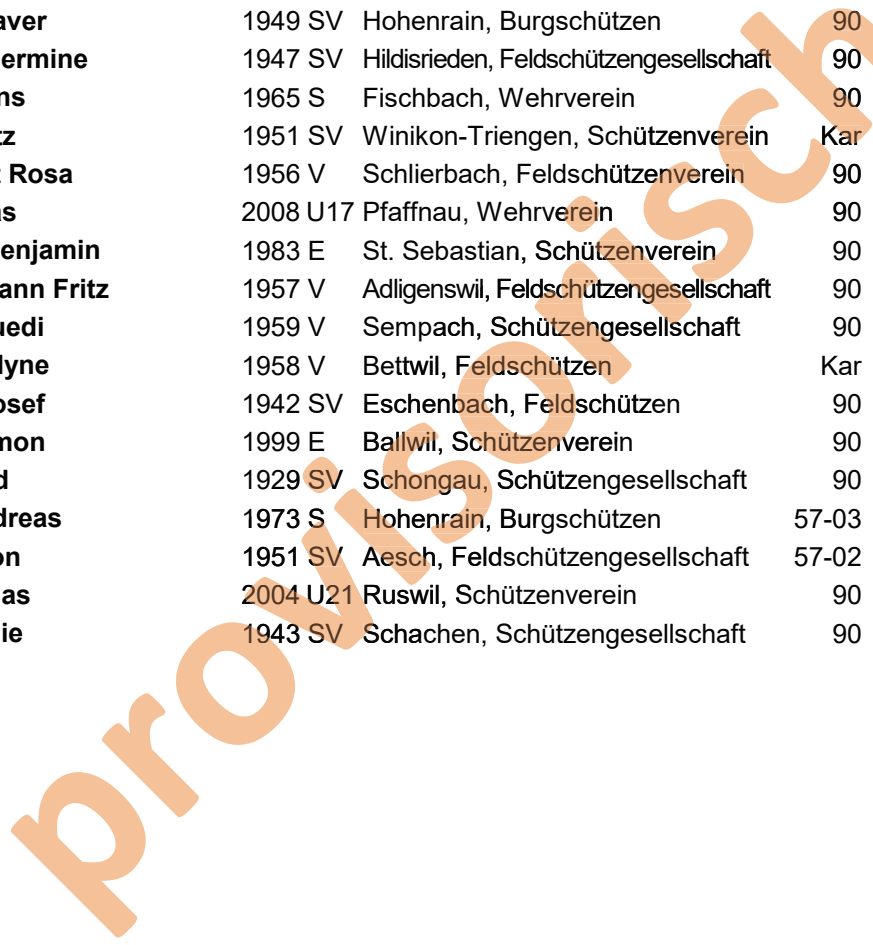 aver 1949 SV Hohenrain, Burgschützen 90
ermine 1947 SV Hildisrieden, Feldschützengesellschaft 90
ns 1965 S Fischbach, Wehrverein 90
tz 1951 SV Winikon-Triengen, Schützenverein Kar
t Rosa 1956 V Schlierbach, Feldschützenverein 90
as 2008 U17 Pfaffnau, Wehrverein 90
enjamin 1983 E St. Sebastian, Schützenverein 90
ann Fritz 1957 V Adligenswil, Feldschützengesellschaft 90
uedi 1959 V Sempach, Schützengesellschaft 90
lyne 1958 V Bettwil, Feldschützen Kar
osef 1942 SV Eschenbach, Feldschützen 90
mon 1999 E Ballwil, Schützenverein 90
d 1929 SV Schongau, Schützengesellschaft 90
dreas 1973 S Hohenrain, Burgschützen 57-03
on 1951 SV Aesch, Feldschützengesellschaft 57-02
as 2004 U21 Ruswil, Schützenverein 90
ie 1943 SV Schachen, Schützengesellschaft 90
provisorisch